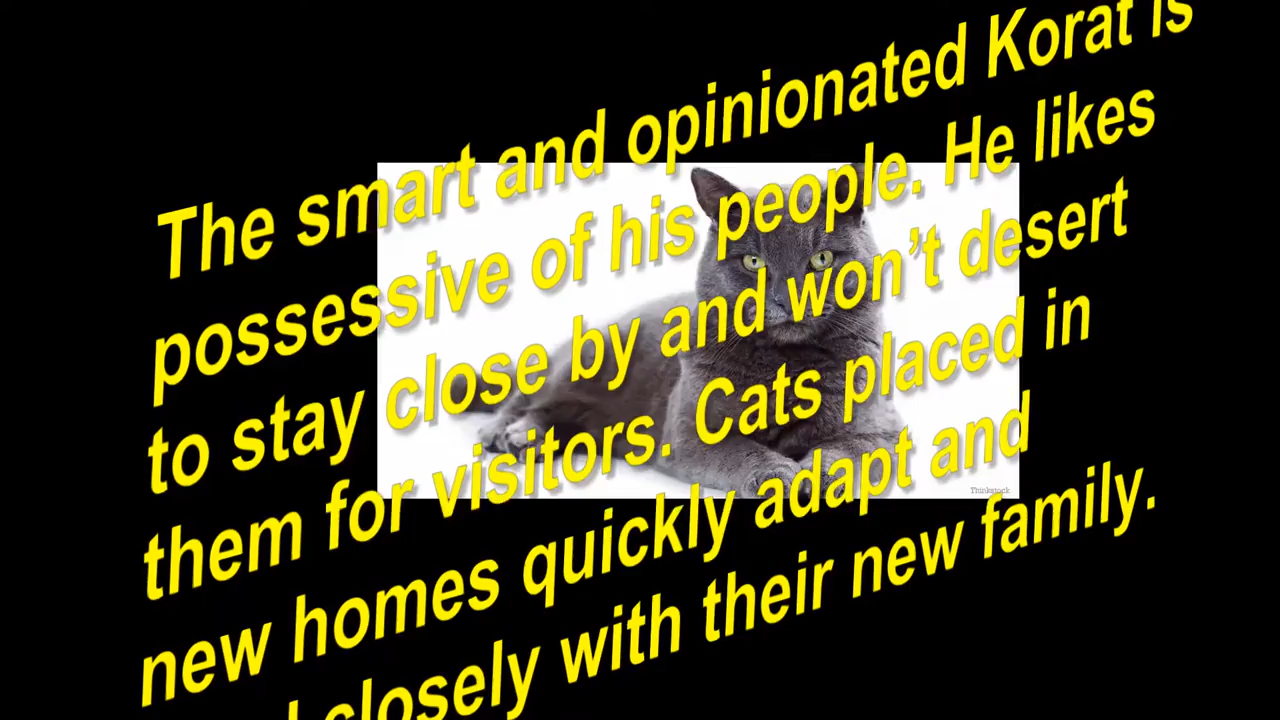 The smart and opinionated Korat is
possessive of his people. He likes
to stay close by and won’t desert
them for visitors. Cats placed in
new homes quickly adapt and
closely with their new family.
Thinkstock